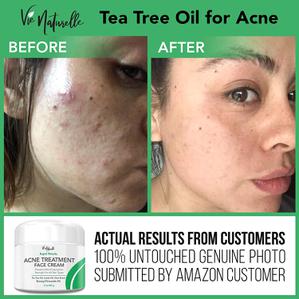 Vie Naturelle
Tea Tree Oil for Acne
BEFORE
AFTER
ACNE TREATMENT
FACE CREAM
ACTUAL RESULTS FROM CUSTOMERS
100% UNTOUCHED GENUINE PHOTO
SUBMITTED BY AMAZON CUSTOMER